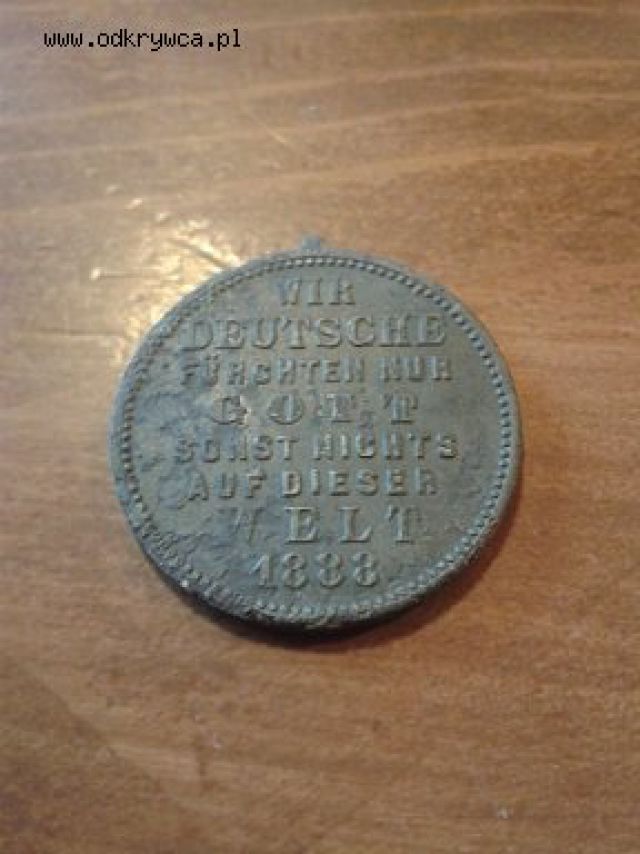 www.odkrywca.pl
WIR
DEUTSCHE
FÜRCHTEN NUR
GOTT
SONST NICHTS
AUF DIESER
WELT
1888